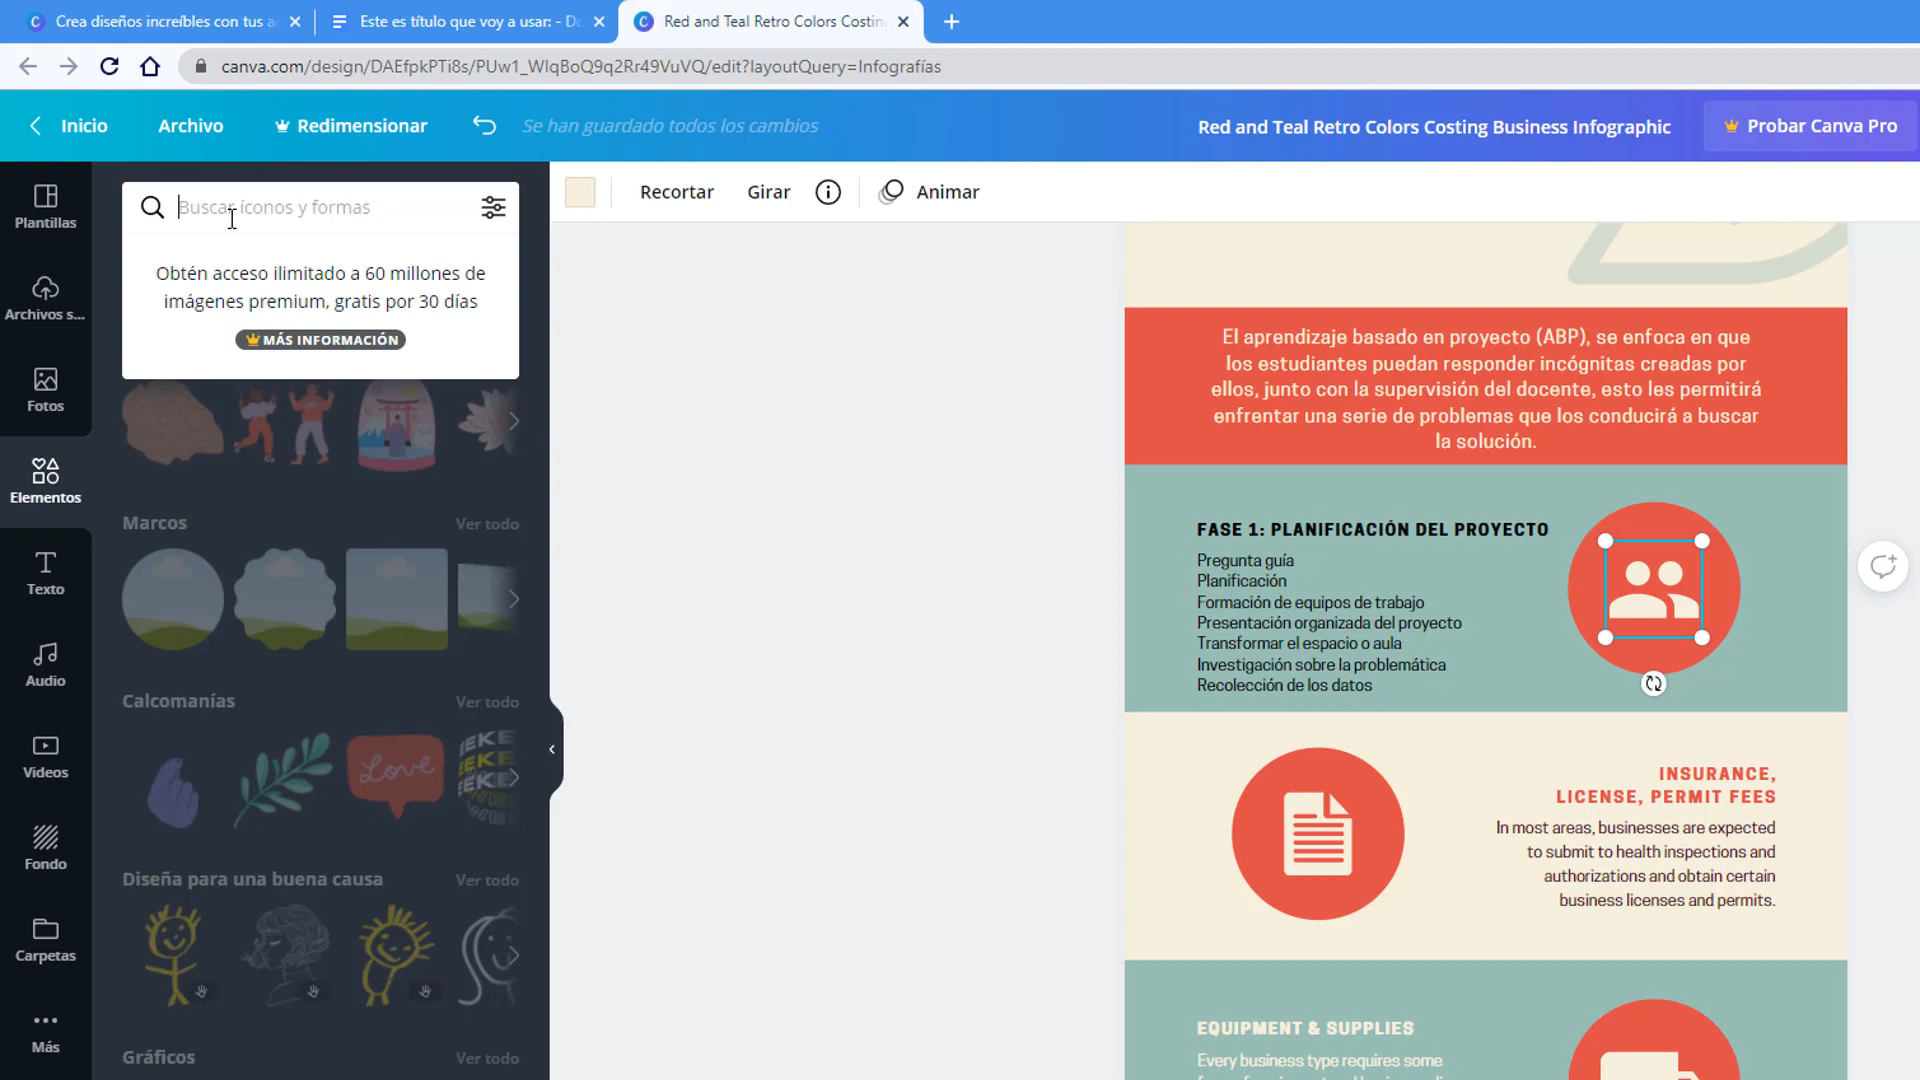 Crea diseños increíbles con tus a
Este es título que voy a usar: - Do
Red and Teal Retro Colors Costin
canva.com/design/DAEfpkPTi8s/PUw1_WIqBoQ9q2Rr49VuVQ/edit?layoutQuery=Infografías
Inicio
Archivo
Redimensionar
Se han guardado todos los cambios
Red and Teal Retro Colors Costing Business Infographic
Probar Canva Pro
Plantillas
Archivos s...
Fotos
Elementos
Texto
Audio
Videos
Fondo
Carpetas
Más
Buscar íconos y formas
Obtén acceso ilimitado a 60 millones de
imágenes premium, gratis por 30 días
MÁS INFORMACIÓN
Marcos
Ver todo
Calcomanías
Ver todo
Love
Diseña para una buena causa
Ver todo
Gráficos
Ver todo
Recortar
Girar
Animar
El aprendizaje basado en proyecto (ABP), se enfoca en que
los estudiantes puedan responder incógnitas creadas por
ellos, junto con la supervisión del docente, esto les permitirá
enfrentar una serie de problemas que los conducirá a buscar
la solución.
FASE 1: PLANIFICACIÓN DEL PROYECTO
Pregunta guía
Planificación
Formación de equipos de trabajo
Presentación organizada del proyecto
Transformar el espacio o aula
Investigación sobre la problemática
Recolección de los datos
INSURANCE,
LICENSE, PERMIT FEES
In most areas, businesses are expected
to submit to health inspections and
authorizations and obtain certain
business licenses and permits.
EQUIPMENT & SUPPLIES
Every business type requires some